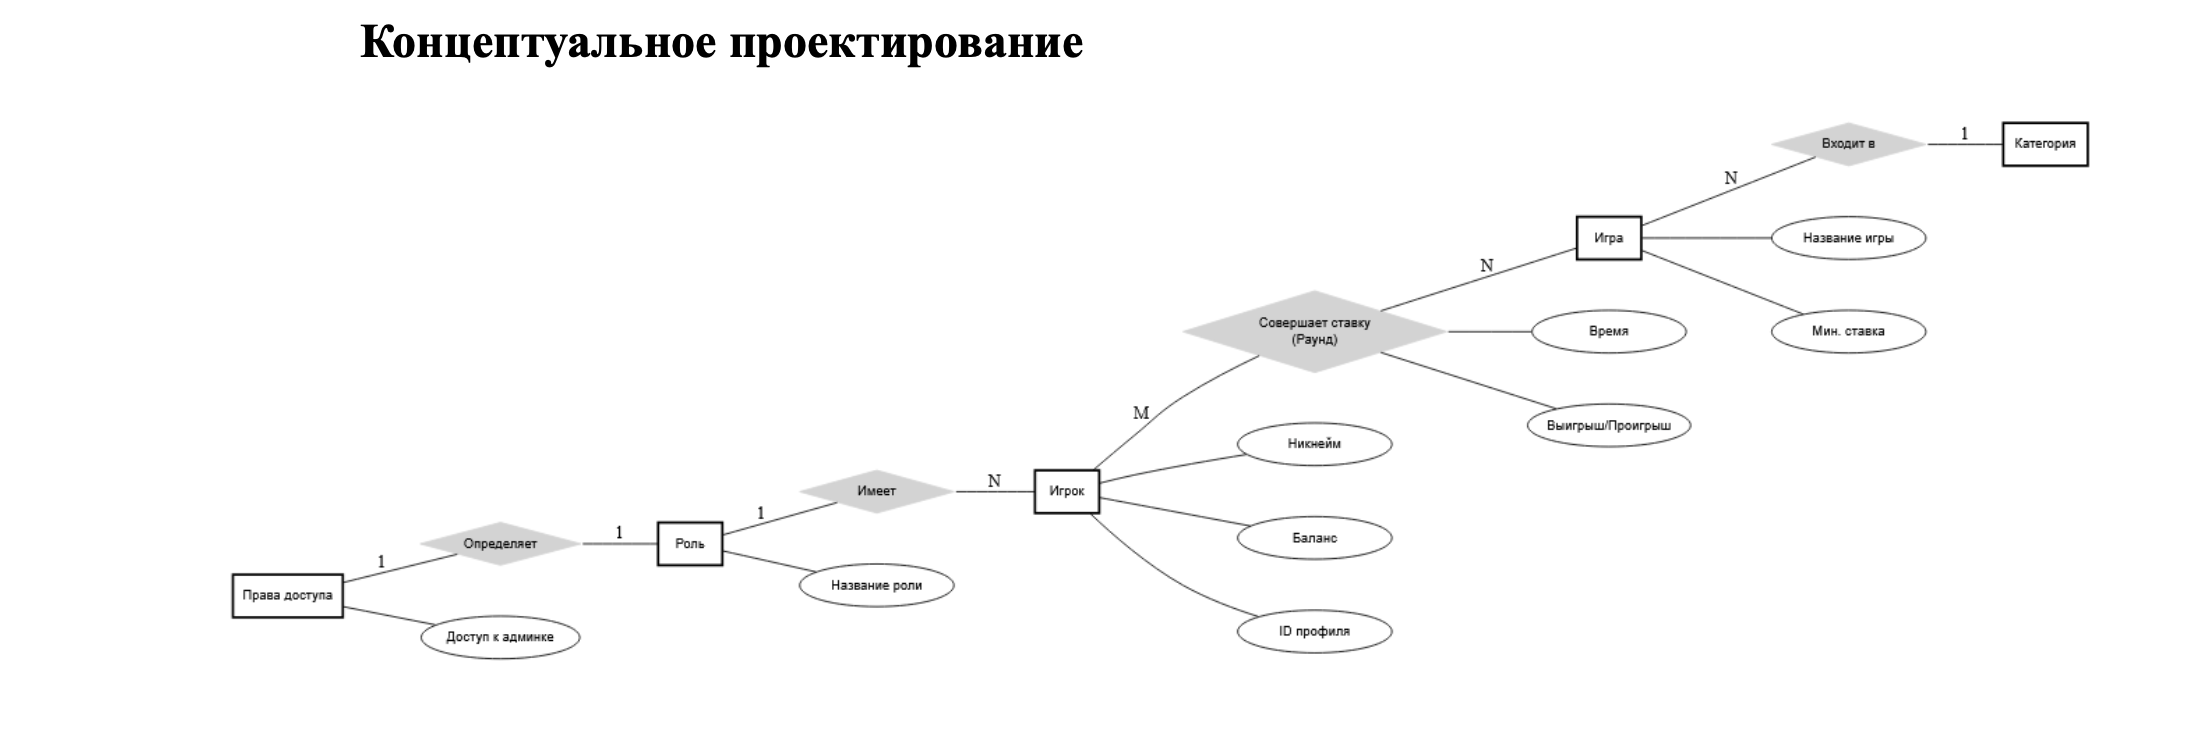 Концептуальное проектирование
Входит в
1
Категория
N
Игра
Название игры
N
Совершает ставку
(Раунд)
Время
Мин. ставка
M
Выигрыш/Проигрыш
Никнейм
Имеет
N
Игрок
1
Определяет
1
Роль
Баланс
1
Права доступа
Название роли
Доступ к админке
ID профиля